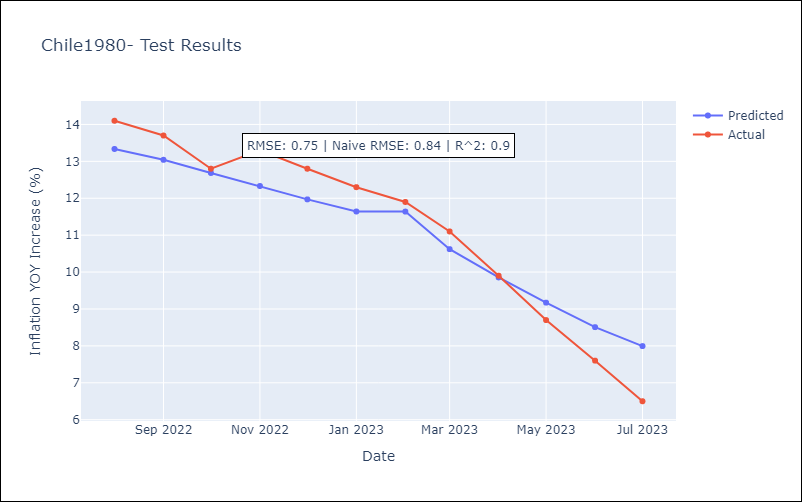 Chile1980- Test Results
Predicted
Actual
RMSE: 0.75 | Naive RMSE: 0.84 | R^2: 0.9
Inflation YOY Increase (%)
14
13
12
11
10
9
8
7
6
Sep 2022 Nov 2022 Jan 2023 Mar 2023 May 2023 Jul 2023
Date